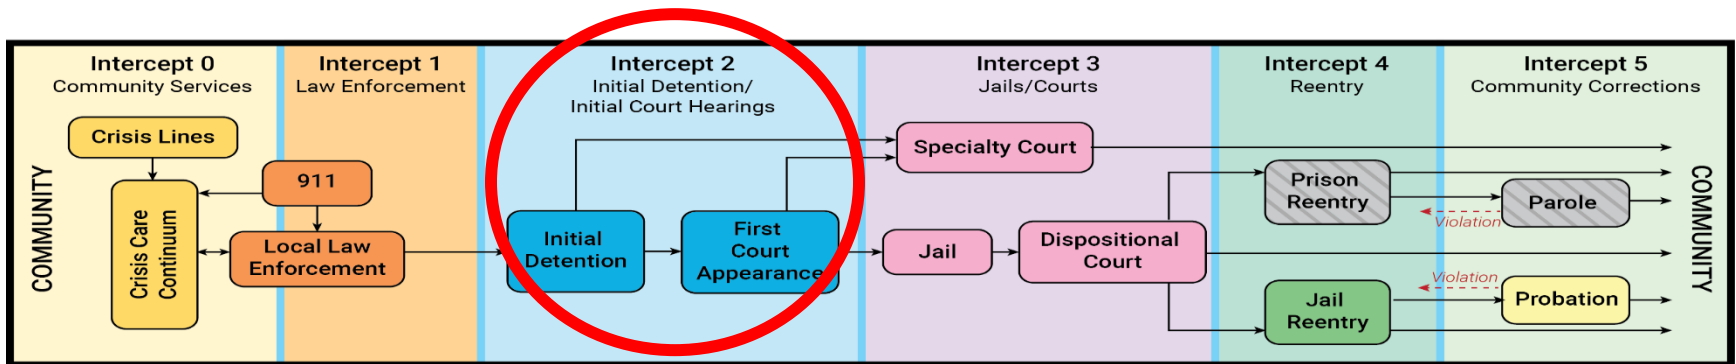 Intercept 0
Community Services
Intercept 1
Law Enforcement
Intercept 2
Initial Detention/
Initial Court Hearings
Intercept 3
Jails/Courts
Intercept 4
Reentry
Intercept 5
Community Corrections
COMMUNITY
Crisis Lines
Crisis Care
Continuum
911
Local Law
Enforcement
Initial
Detention
First
Court
Appearance
Specialty Court
Jail
Dispositional
Court
Prison
Reentry
Violation
Parole
Jail
Reentry
Violation
Probation
COMMUNITY